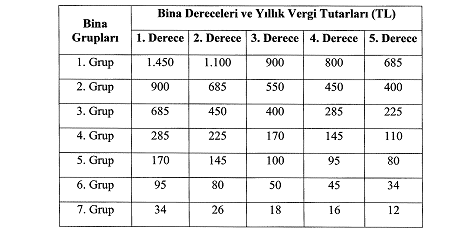 Bina Grupları
Bina Dereceleri ve Yıllık Vergi Tutarları (TL)
1. Derece 2. Derece 3. Derece 4. Derece 5. Derece
1. Grup 1.450 1.100 900 800 685
2. Grup 900 685 550 450 400
3. Grup 685 450 400 285 225
4. Grup 285 225 170 145 110
5. Grup 170 145 100 95 80
6. Grup 95 80 50 45 34
7. Grup 34 26 18 16 12